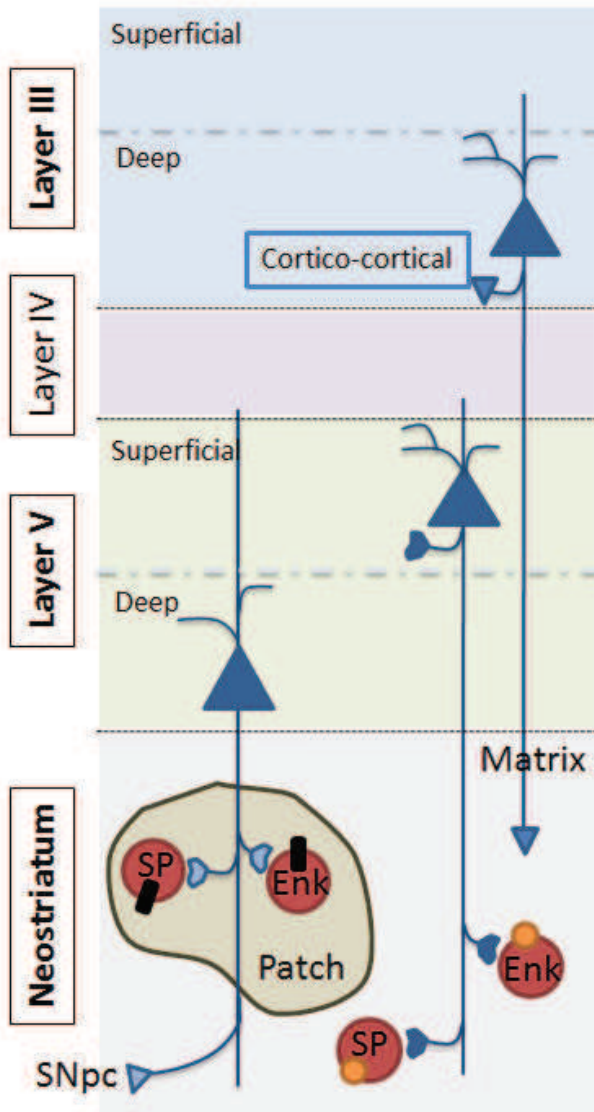 Layer III
Superficial
Deep
Cortico-cortical
Layer IV
Layer V
Superficial
Deep
Neostriatum
Matrix
SP
Enk
Patch
Enk
SP
SNpc